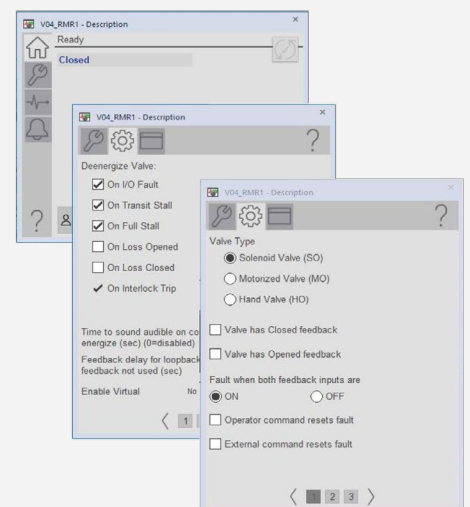 V04_RMR1 - Description
Ready
Closed
V04_RMR1 - Description
Deenergize Valve:
On I/O Fault
On Transit Stall
On Full Stall
On Loss Opened
On Loss Closed
On Interlock Trip
Time to sound audible on co
energize (sec) (0=disabled)
Feedback delay for loopback
feedback not used (sec)
Enable Virtual No
1
V04_RMR1 - Description
Valve Type
Solenoid Valve (SO)
Motorized Valve (MO)
Hand Valve (HO)
Valve has Closed feedback
Valve has Opened feedback
Fault when both feedback inputs are
ON OFF
Operator command resets fault
External command resets fault
1 2 3